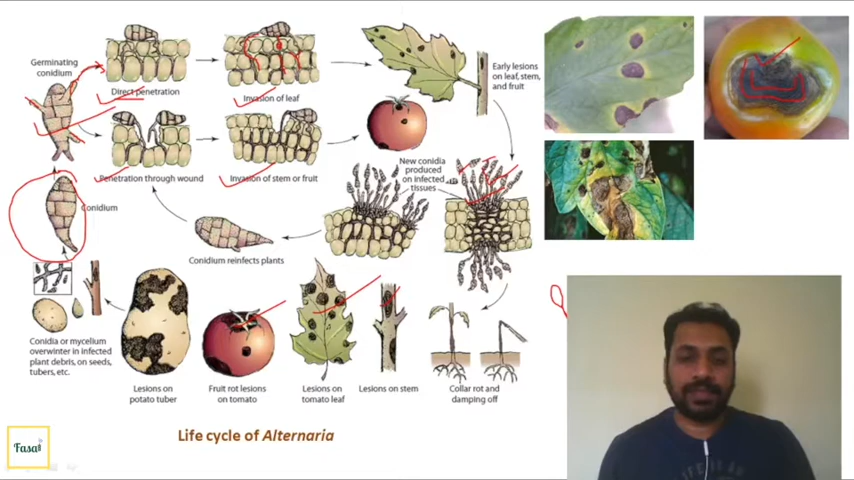 Germinating
conidium
Direct penetration
Invasion of leaf
Early lesions
on leaf, stem,
and fruit
Penetration through wound
Invasion of stem or fruit
New conidia
produced
on infected
tissues
Conidium
Conidium reinfects plants
Conidia or mycelium
overwinter in infected
plant debris, on seeds,
tubers, etc.
Lesions on
potato tuber
Fruit rot lesions
on tomato
Lesions on
tomato leaf
Lesions on stem
Collar rot and
damping off
Life cycle of Alternaria
Fasal